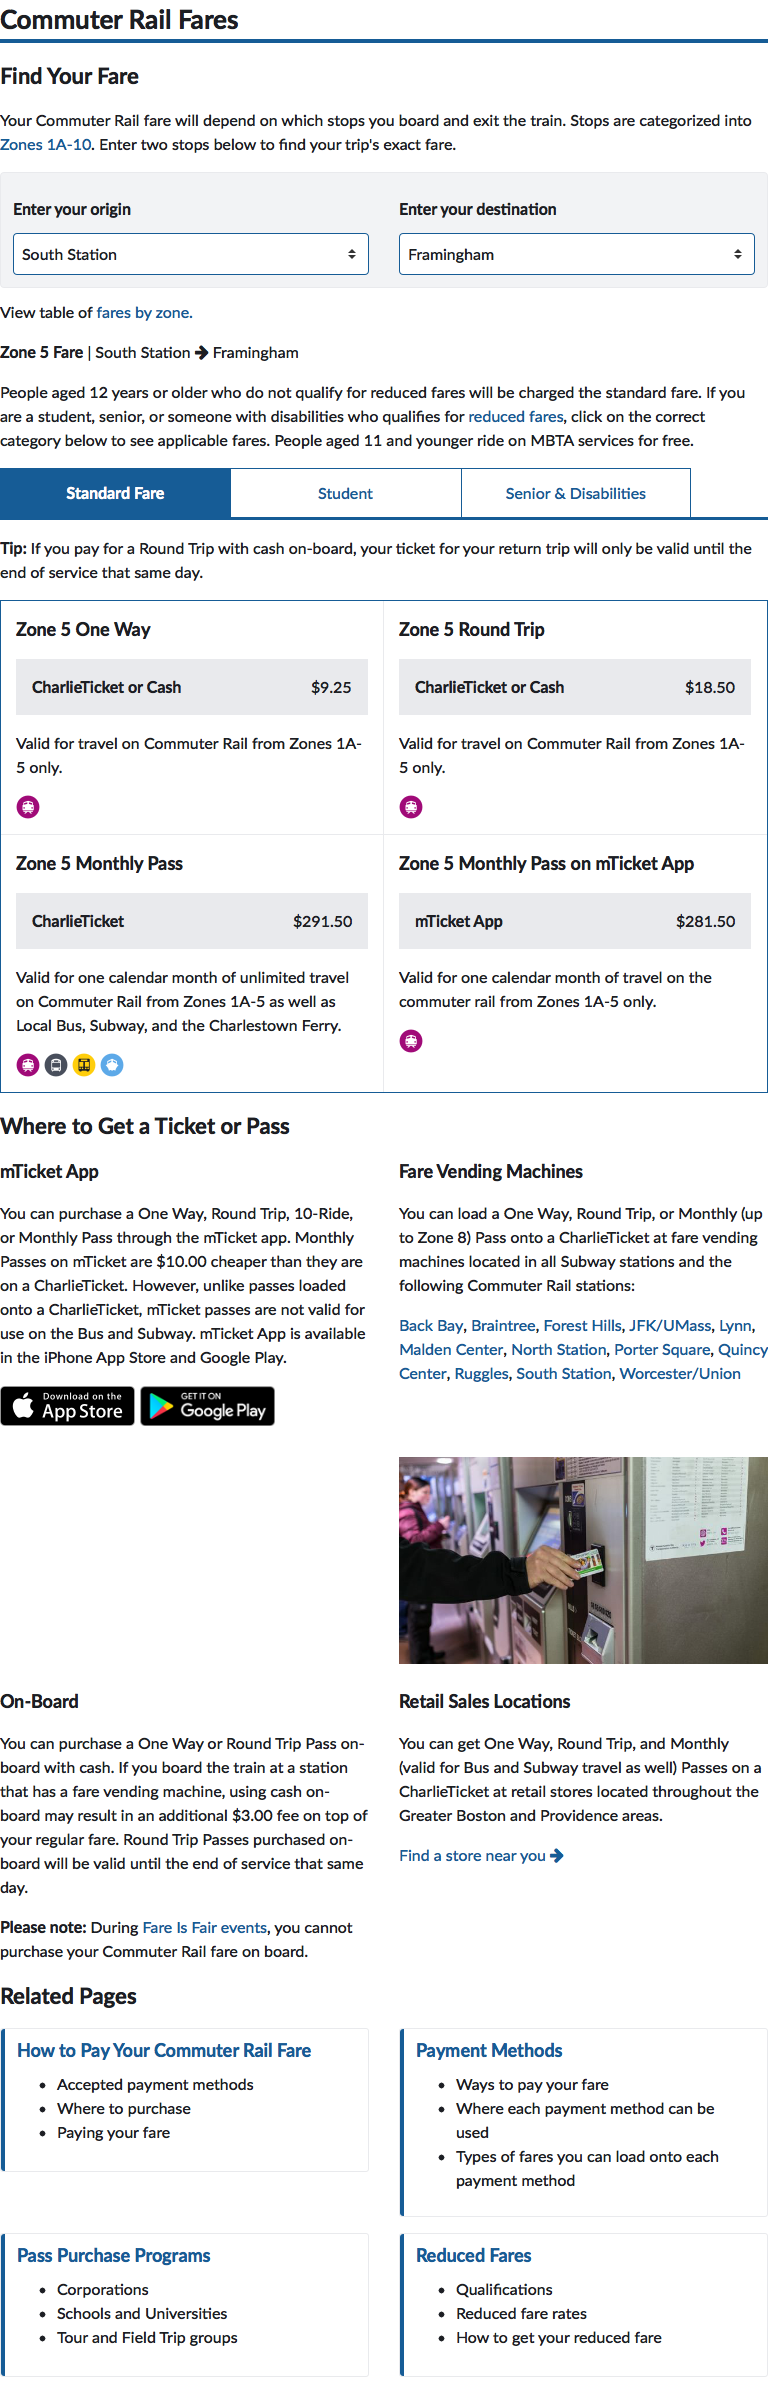 Commuter Rail Fares
Find Your Fare
Your Commuter Rail fare will depend on which stops you board and exit the train. Stops are categorized into
Zones 1A-10. Enter two stops below to find your trip's exact fare.
Enter your origin
South Station
Enter your destination
Framingham
View table of fares by zone.
Zone 5 Fare | South Station → Framingham
People aged 12 years or older who do not qualify for reduced fares will be charged the standard fare. If you
are a student, senior, or someone with disabilities who qualifies for reduced fares, click on the correct
category below to see applicable fares. People aged 11 and younger ride on MBTA services for free.
Standard Fare
Student
Senior & Disabilities
Tip: If you pay for a Round Trip with cash on-board, your ticket for your return trip will only be valid until the
end of service that same day.
Zone 5 One Way
CharlieTicket or Cash $9.25
Valid for travel on Commuter Rail from Zones 1A-
5 only.
Zone 5 Round Trip
CharlieTicket or Cash $18.50
Valid for travel on Commuter Rail from Zones 1A-
5 only.
Zone 5 Monthly Pass
CharlieTicket $291.50
Valid for one calendar month of unlimited travel
on Commuter Rail from Zones 1A-5 as well as
Local Bus, Subway, and the Charlestown Ferry.
Zone 5 Monthly Pass on mTicket App
mTicket App $281.50
Valid for one calendar month of travel on the
commuter rail from Zones 1A-5 only.
Where to Get a Ticket or Pass
mTicket App
You can purchase a One Way, Round Trip, 10-Ride,
or Monthly Pass through the mTicket app. Monthly
Passes on mTicket are $10.00 cheaper than they are
on a CharlieTicket. However, unlike passes loaded
onto a CharlieTicket, mTicket passes are not valid for
use on the Bus and Subway. mTicket App is available
in the iPhone App Store and Google Play.
Download on the
App Store
GET IT ON
Google Play
Fare Vending Machines
You can load a One Way, Round Trip, or Monthly (up
to Zone 8) Pass onto a CharlieTicket at fare vending
machines located in all Subway stations and the
following Commuter Rail stations:
Back Bay, Braintree, Forest Hills, JFK/UMass, Lynn,
Malden Center, North Station, Porter Square, Quincy
Center, Ruggles, South Station, Worcester/Union
On-Board
You can purchase a One Way or Round Trip Pass on-
board with cash. If you board the train at a station
that has a fare vending machine, using cash on-
board may result in an additional $3.00 fee on top of
your regular fare. Round Trip Passes purchased on-
board will be valid until the end of service that same
day.
Please note: During Fare Is Fair events, you cannot
purchase your Commuter Rail fare on board.
Retail Sales Locations
You can get One Way, Round Trip, and Monthly
(valid for Bus and Subway travel as well) Passes on a
CharlieTicket at retail stores located throughout the
Greater Boston and Providence areas.
Find a store near you →
Related Pages
How to Pay Your Commuter Rail Fare
• Accepted payment methods
• Where to purchase
• Paying your fare
Payment Methods
• Ways to pay your fare
• Where each payment method can be
used
• Types of fares you can load onto each
payment method
Pass Purchase Programs
• Corporations
• Schools and Universities
• Tour and Field Trip groups
Reduced Fares
• Qualifications
• Reduced fare rates
• How to get your reduced fare